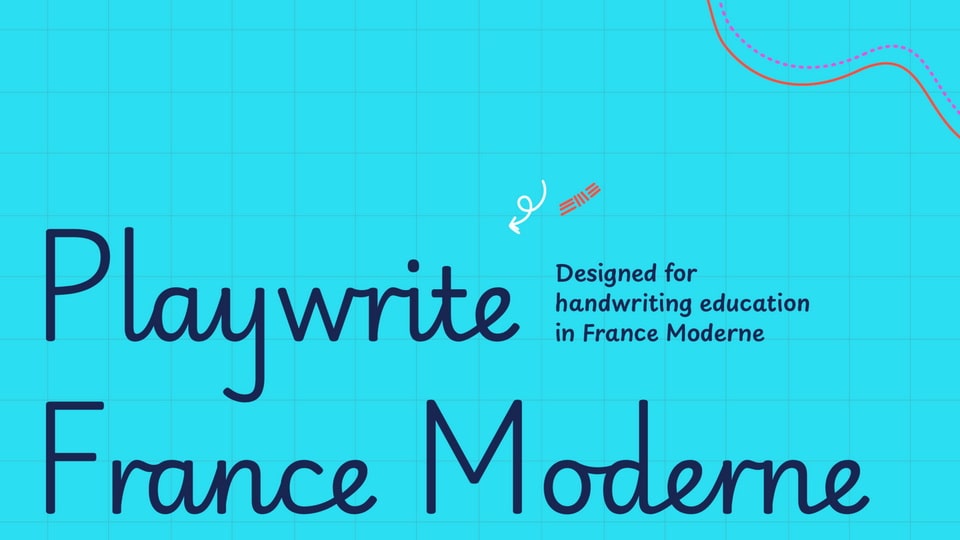 Playwrite
Designed for
handwriting education
in France Moderne
France Moderne